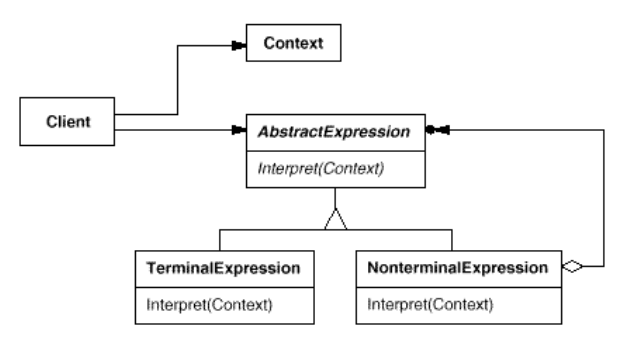 Context
Client
AbstractExpression
Interpret(Context)
TerminalExpression
Interpret(Context)
NonterminalExpression
Interpret(Context)